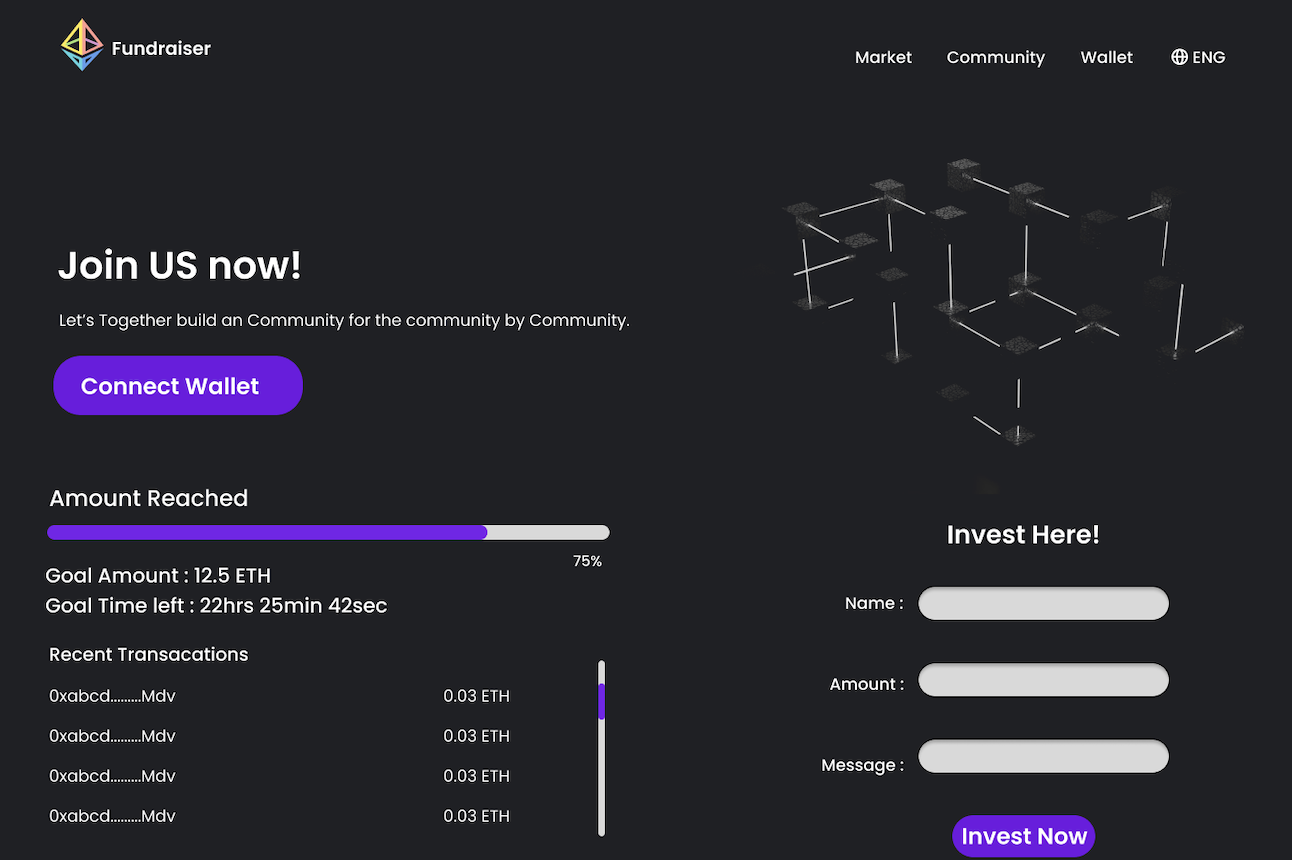 Fundraiser
Market
Community
Wallet
ENG
Join US now!
Let’s Together build an Community for the community by Community.
Connect Wallet
Amount Reached
75%
Goal Amount : 12.5 ETH
Goal Time left : 22hrs 25min 42sec
Recent Transacations
0xabcd.........Mdv 0.03 ETH
0xabcd.........Mdv 0.03 ETH
0xabcd.........Mdv 0.03 ETH
0xabcd.........Mdv 0.03 ETH
Invest Here!
Name :
Amount :
Message :
Invest Now